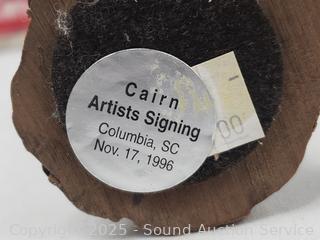 Cairn
Artists Signing
Columbia, SC
Nov. 17, 1996
00
Copyright 2025 - Sound Auction Service